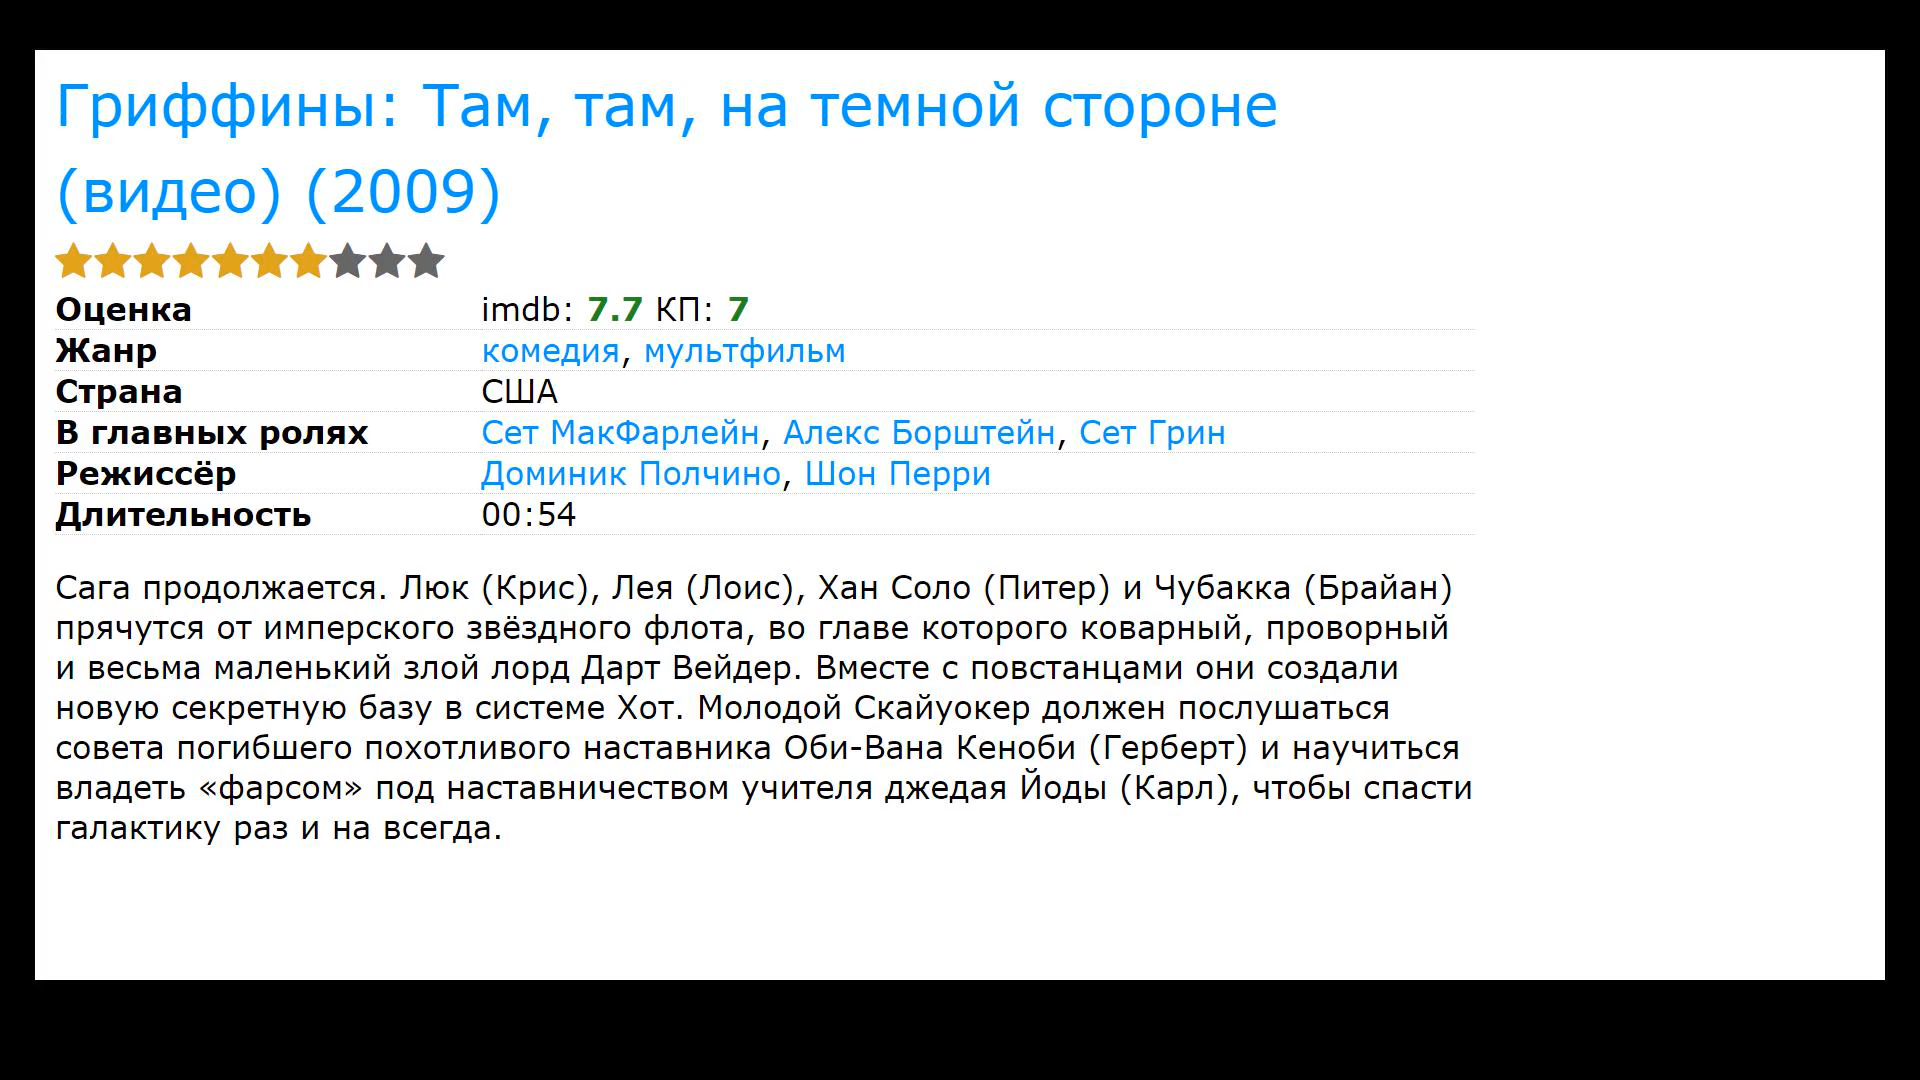 Гриффины: Там, там, на темной стороне
(видео) (2009)
Оценка imdb: 7.7 КП: 7
Жанр комедия, мультфильм
Страна США
В главных ролях Сет МакФарлейн, Алекс Борштейн, Сет Грин
Режиссёр Доминик Полчино, Шон Перри
Длительность 00:54
Сага продолжается. Люк (Крис), Лея (Лоис), Хан Соло (Питер) и Чубакка (Брайан)
прячутся от имперского звёздного флота, во главе которого коварный, проворный
и весьма маленький злой лорд Дарт Вейдер. Вместе с повстанцами они создали
новую секретную базу в системе Хот. Молодой Скайуокер должен послушаться
совета погибшего похотливого наставника Оби-Вана Кеноби (Герберт) и научиться
владеть «фарсом» под наставничеством учителя джедая Йоды (Карл), чтобы спасти
галактику раз и на всегда.